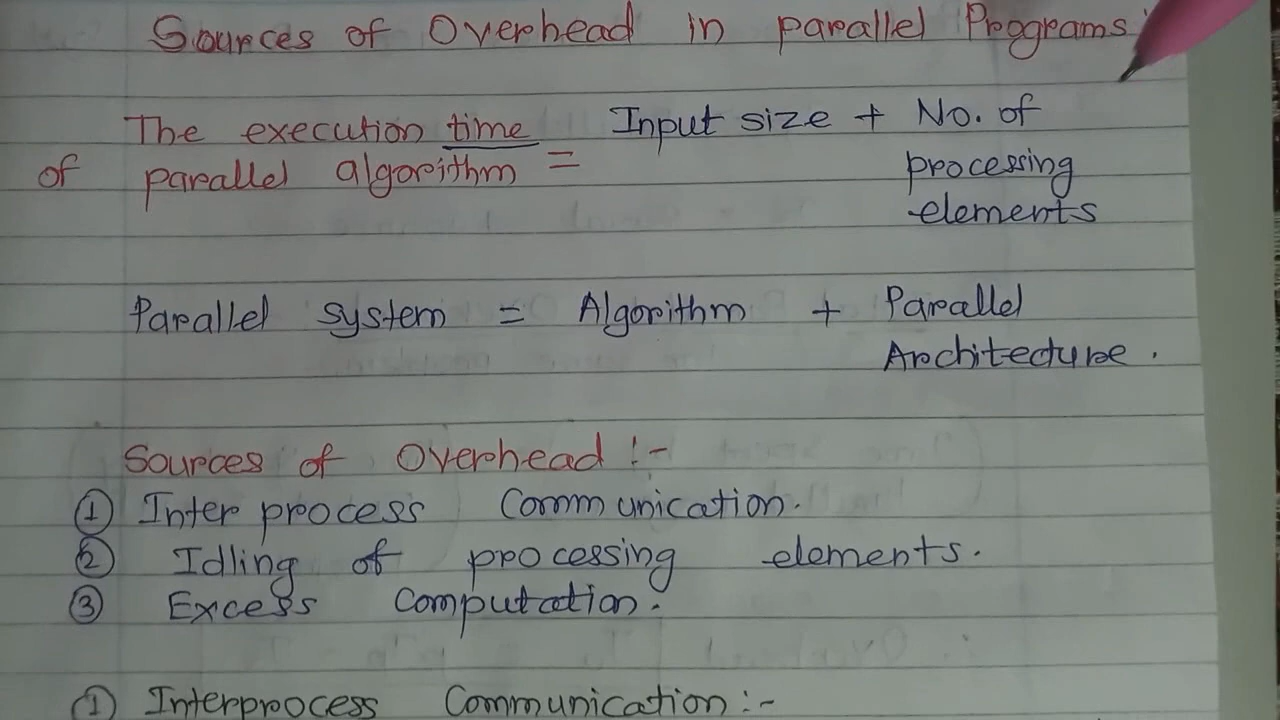 Sources of Overhead in parallel Programs:
The execution time = Input size + No. of
of parallel algorithm processing
elements
Parallel system = Algorithm + Parallel
Architecture.
Sources of Overhead :-
① Inter process Communication.
② Idling of processing elements.
③ Excess Computation.
① Interprocess Communication :-